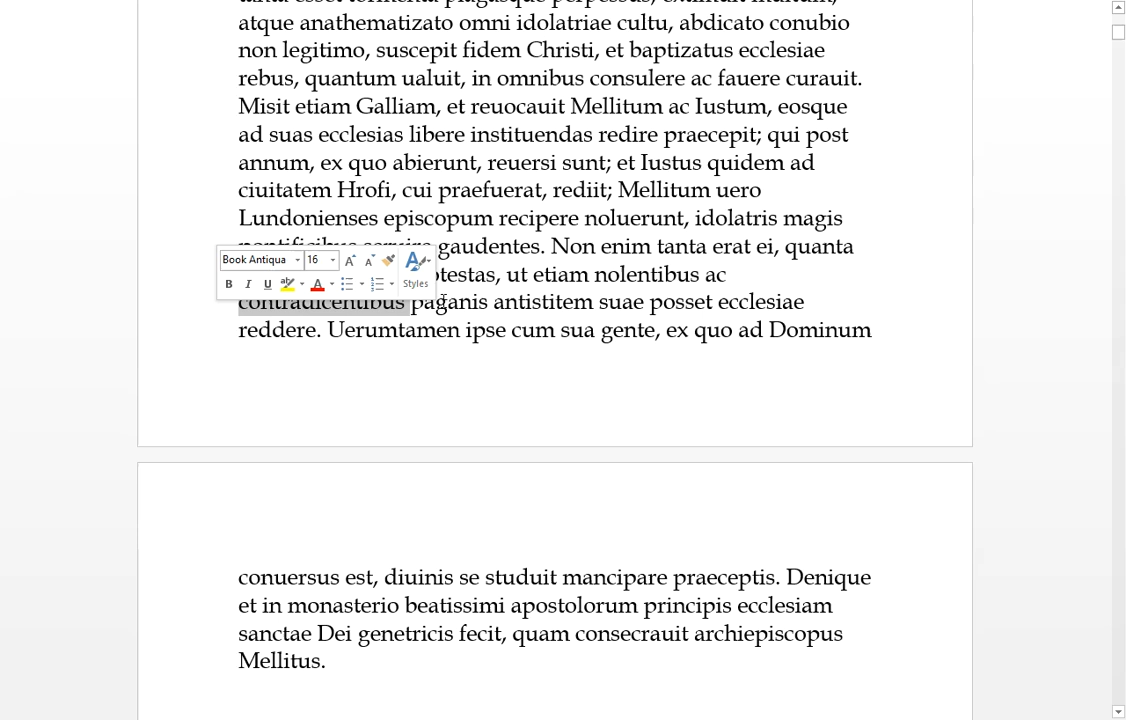 atque anathematizato omni idolatriae cultu, abdicato conubio
non legitimo, suscepit fidem Christi, et baptizatus ecclesiae
rebus, quantum ualuit, in omnibus consulere ac fauere curauit.
Misit etiam Galliam, et reuocauit Mellitum ac Iustum, eosque
ad suas ecclesias libere instituendas redire praecepit; qui post
annum, ex quo abierunt, reuersi sunt; et Iustus quidem ad
ciuitatem Hrofi, cui praefuerat, rediit; Mellitum uero
Lundonienses episcopum recipere noluerunt, idolatris magis
pontificibus seruire gaudentes. Non enim tanta erat ei, quanta
Book Antiqua 16 A A A
otestas, ut etiam nolentibus ac
B I U aby A Styles
contradicentibus paganis antistitem suae posset ecclesiae
reddere. Uerumtamen ipse cum sua gente, ex quo ad Dominum
conuersus est, diuinis se studuit mancipare praeceptis. Denique
et in monasterio beatissimi apostolorum principis ecclesiam
sanctae Dei genetricis fecit, quam consecrauit archiepiscopus
Mellitus.